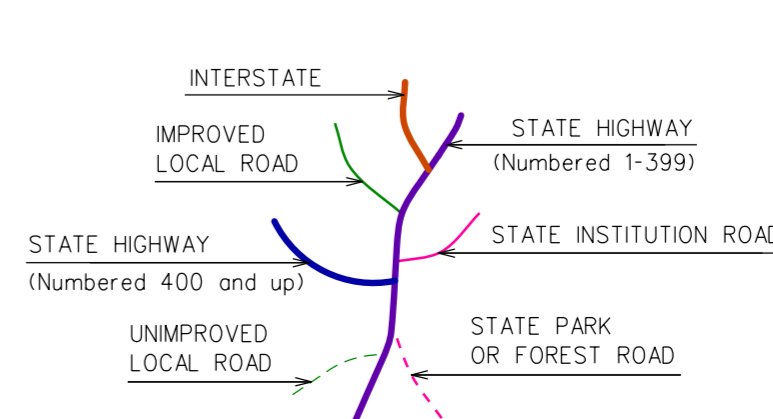 INTERSTATE
IMPROVED
LOCAL ROAD
STATE HIGHWAY
(Numbered 1-399)
STATE HIGHWAY
(Numbered 400 and up)
STATE INSTITUTION ROAD
UNIMPROVED
LOCAL ROAD
STATE PARK
OR FOREST ROAD